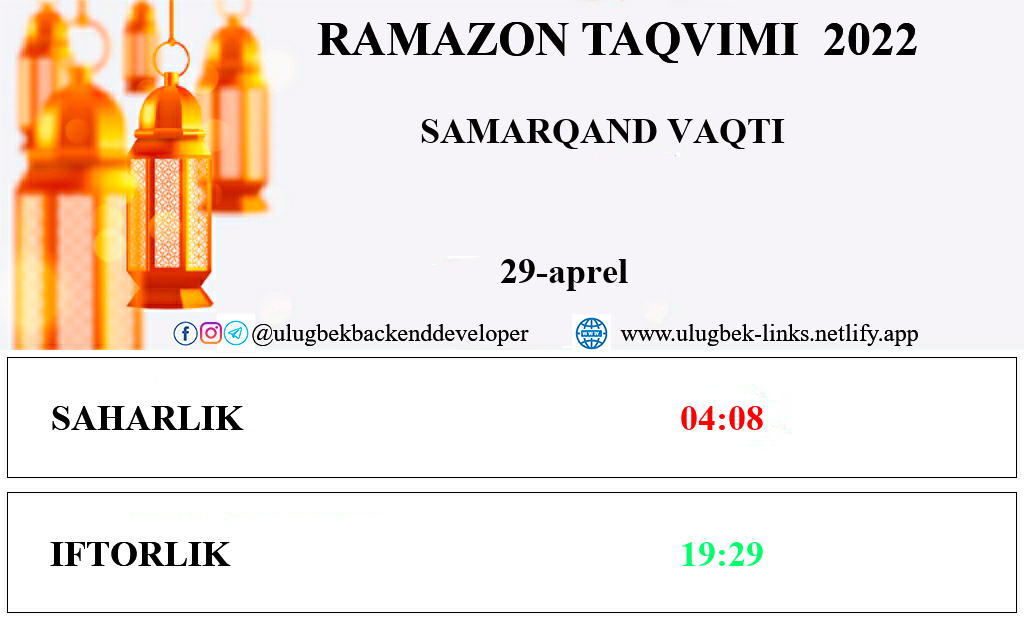 RAMAZON TAQVIMI 2022
SAMARQAND VAQTI
29-aprel
@ulugbekbackenddeveloper www.ulugbek-links.netlify.app
SAHARLIK 04:08
IFTORLIK 19:29